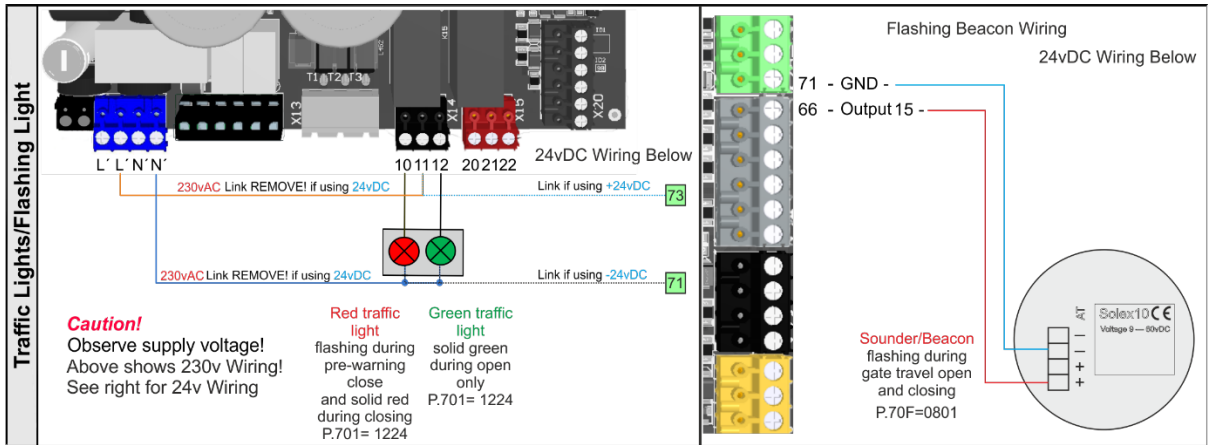 Traffic Lights/Flashing Light
T1 T2 T3
X13
X14
X15
X20
L´ L´ N´ N´
10 11 12
20 21 22
24vDC Wiring Below
230vAC Link REMOVE! if using 24vDC
Link if using +24vDC
73
230vAC Link REMOVE! if using 24vDC
Link if using -24vDC
71
Caution!
Observe supply voltage!
Above shows 230v Wiring!
See right for 24v Wiring
Red traffic
light
flashing during
pre-warning
close
and solid red
during closing
P.701= 1224
Green traffic
light
solid green
during open
only
P.701= 1224
Flashing Beacon Wiring
24vDC Wiring Below
71 - GND -
66 - Output 15 -
Sounder/Beacon
flashing during
gate travel open
and closing
P.70F=0801
AT
–
–
+
+
Solex10 CE
Voltage 9 — 60vDC